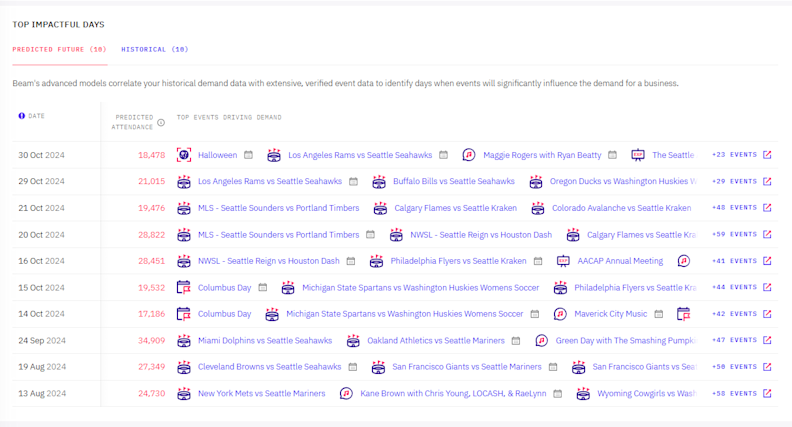 TOP IMPACTFUL DAYS
PREDICTED FUTURE (10) HISTORICAL (10)
Beam's advanced models correlate your historical demand data with extensive, verified event data to identify days when events will significantly influence the demand for a business.
DATE PREDICTED ATTENDANCE TOP EVENTS DRIVING DEMAND
30 Oct 2024 18,478 Halloween Los Angeles Rams vs Seattle Seahawks Maggie Rogers with Ryan Beatty The Seattle +23 EVENTS
29 Oct 2024 21,015 Los Angeles Rams vs Seattle Seahawks Buffalo Bills vs Seattle Seahawks Oregon Ducks vs Washington Huskies W +29 EVENTS
21 Oct 2024 19,476 MLS - Seattle Sounders vs Portland Timbers Calgary Flames vs Seattle Kraken Colorado Avalanche vs Seattle Kraken +48 EVENTS
20 Oct 2024 28,822 MLS - Seattle Sounders vs Portland Timbers NWSL - Seattle Reign vs Houston Dash Calgary Flames vs Seattle Kra +59 EVENTS
16 Oct 2024 28,451 NWSL - Seattle Reign vs Houston Dash Philadelphia Flyers vs Seattle Kraken AACAP Annual Meeting +41 EVENTS
15 Oct 2024 19,532 Columbus Day Michigan State Spartans vs Washington Huskies Womens Soccer Philadelphia Flyers vs Seattle Kra +44 EVENTS
14 Oct 2024 17,186 Columbus Day Michigan State Spartans vs Washington Huskies Womens Soccer Maverick City Music +42 EVENTS
24 Sep 2024 34,909 Miami Dolphins vs Seattle Seahawks Oakland Athletics vs Seattle Mariners Green Day with The Smashing Pumpk +47 EVENTS
19 Aug 2024 27,349 Cleveland Browns vs Seattle Seahawks San Francisco Giants vs Seattle Mariners San Francisco Giants vs Seat +50 EVENTS
13 Aug 2024 24,730 New York Mets vs Seattle Mariners Kane Brown with Chris Young, LOCASH, & RaeLynn Wyoming Cowgirls vs Wash +58 EVENTS